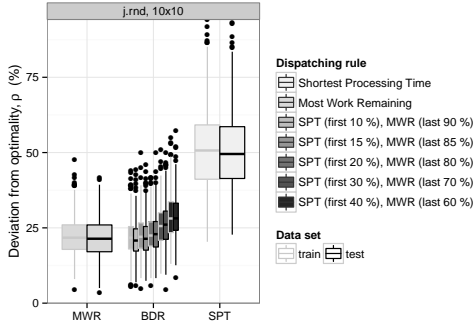 j.rnd, 10x10
Deviation from optimality, ρ (%)
75
50
25
0
MWR BDR SPT
Dispatching rule
Shortest Processing Time
Most Work Remaining
SPT (first 10 %), MWR (last 90 %)
SPT (first 15 %), MWR (last 85 %)
SPT (first 20 %), MWR (last 80 %)
SPT (first 30 %), MWR (last 70 %)
SPT (first 40 %), MWR (last 60 %)
Data set
train test